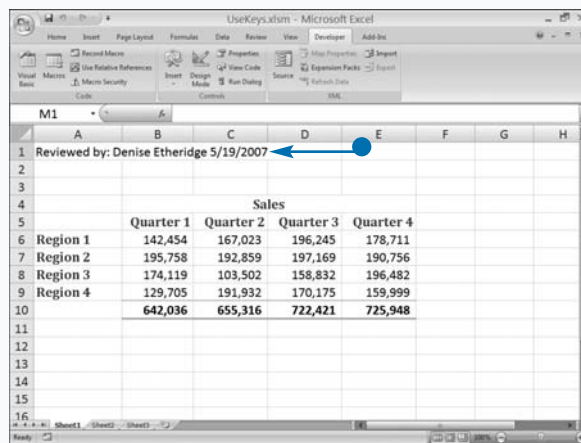 UseKeys.xlsm - Microsoft Excel
Home Insert Page Layout Formulas Data Review View Developer Add-Ins
Visual Basic
Macros
Record Macro
Use Relative References
Macro Security
Code
Insert
Design Mode
Properties
View Code
Run Dialog
Controls
Source
Map Properties
Expansion Packs
Refresh Data
Import
Export
XML
M1 fx
A B C D E F G H
1 Reviewed by: Denise Etheridge 5/19/2007
2
3
4 Sales
5 Quarter 1 Quarter 2 Quarter 3 Quarter 4
6 Region 1 142,454 167,023 196,245 178,711
7 Region 2 195,758 192,859 197,169 190,756
8 Region 3 174,119 103,502 158,832 196,482
9 Region 4 129,705 191,932 170,175 159,999
10 642,036 655,316 722,421 725,948
11
12
13
14
15
16
Sheet1 Sheet2 Sheet3
Ready 100%